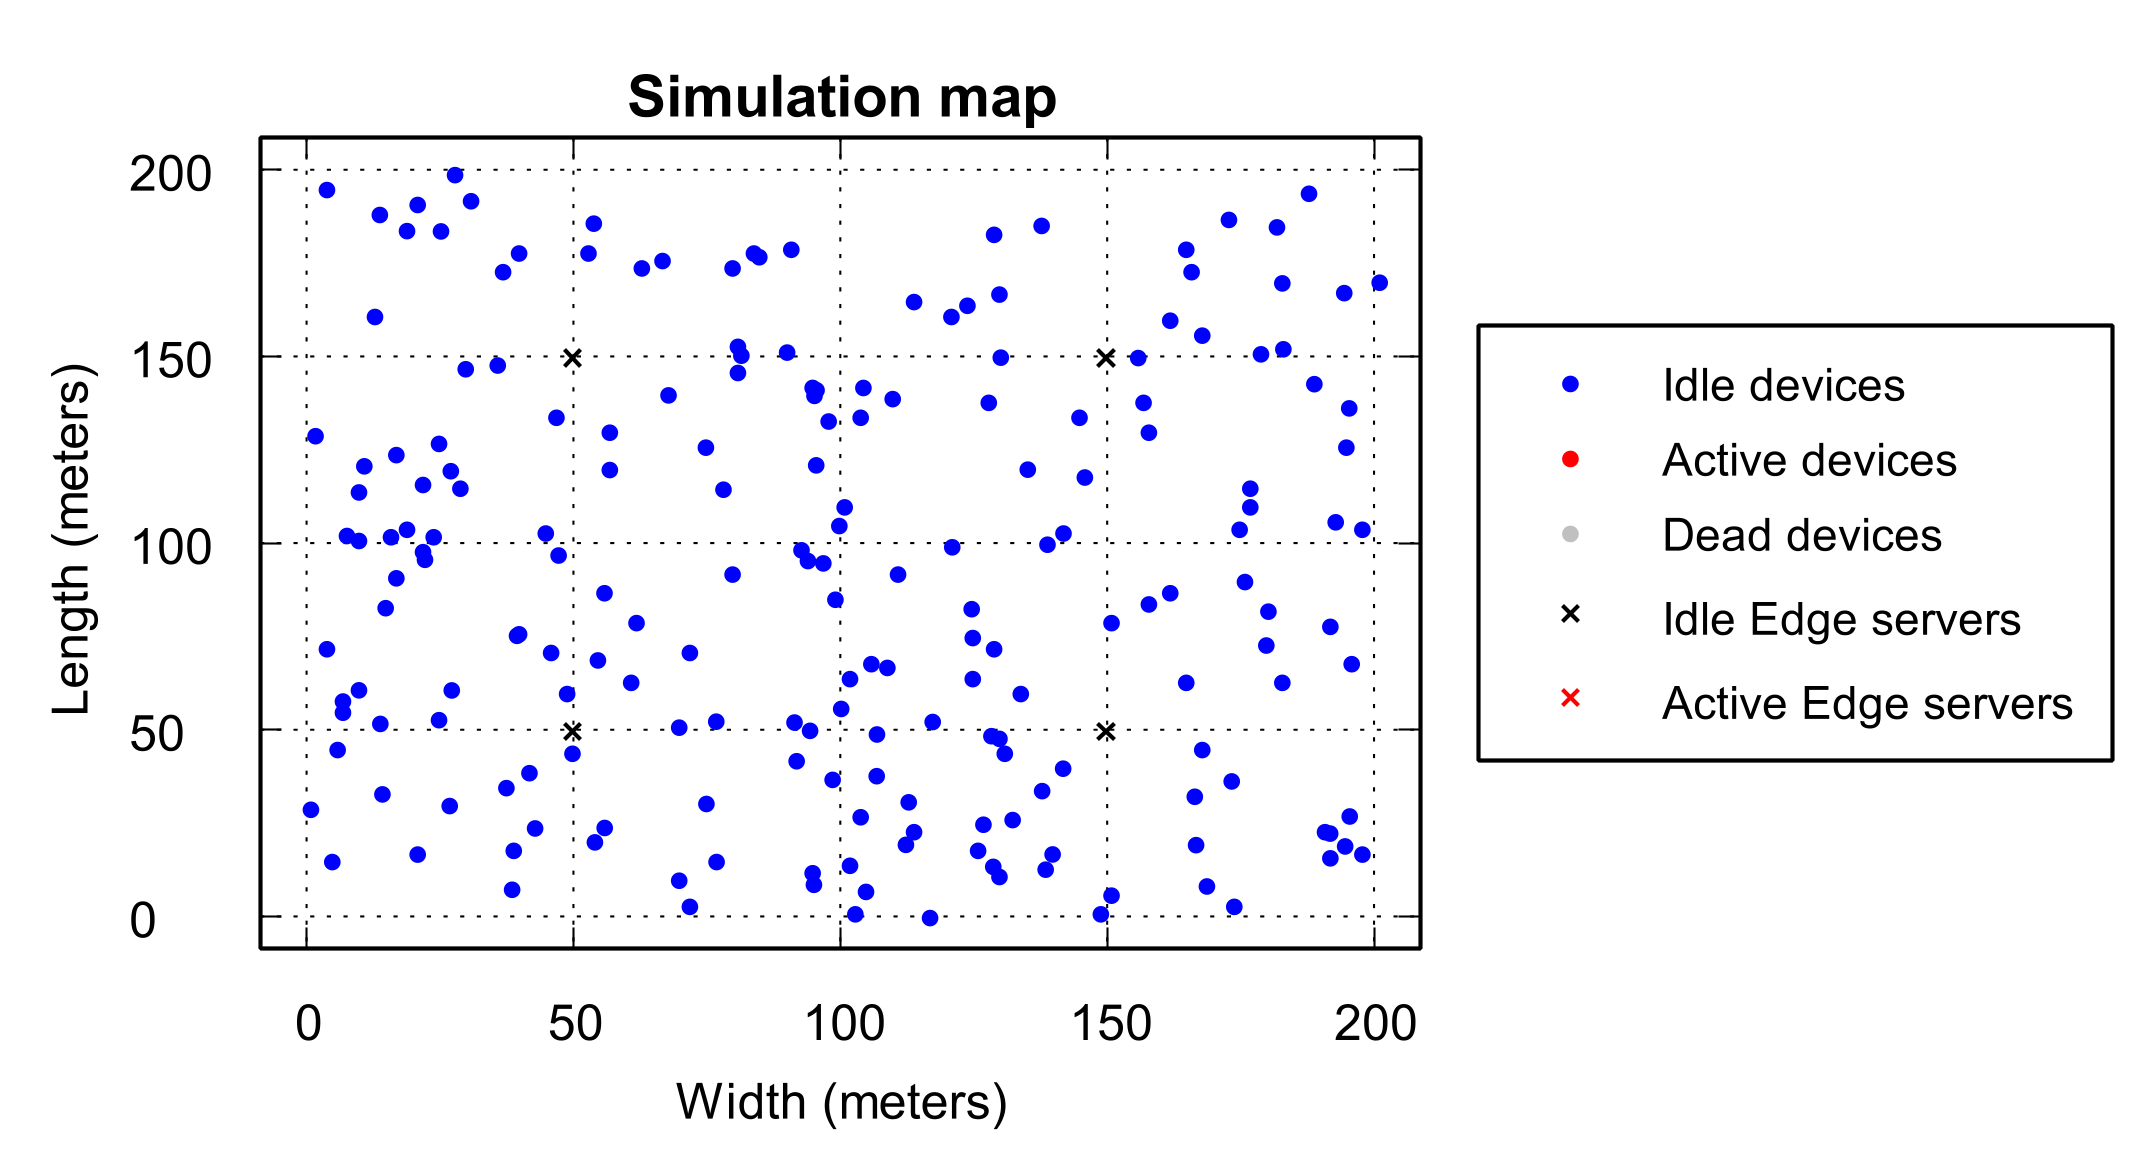 Simulation map
200
150
100
50
0
Length (meters)
0 50 100 150 200
Width (meters)
Idle devices
Active devices
Dead devices
Idle Edge servers
Active Edge servers